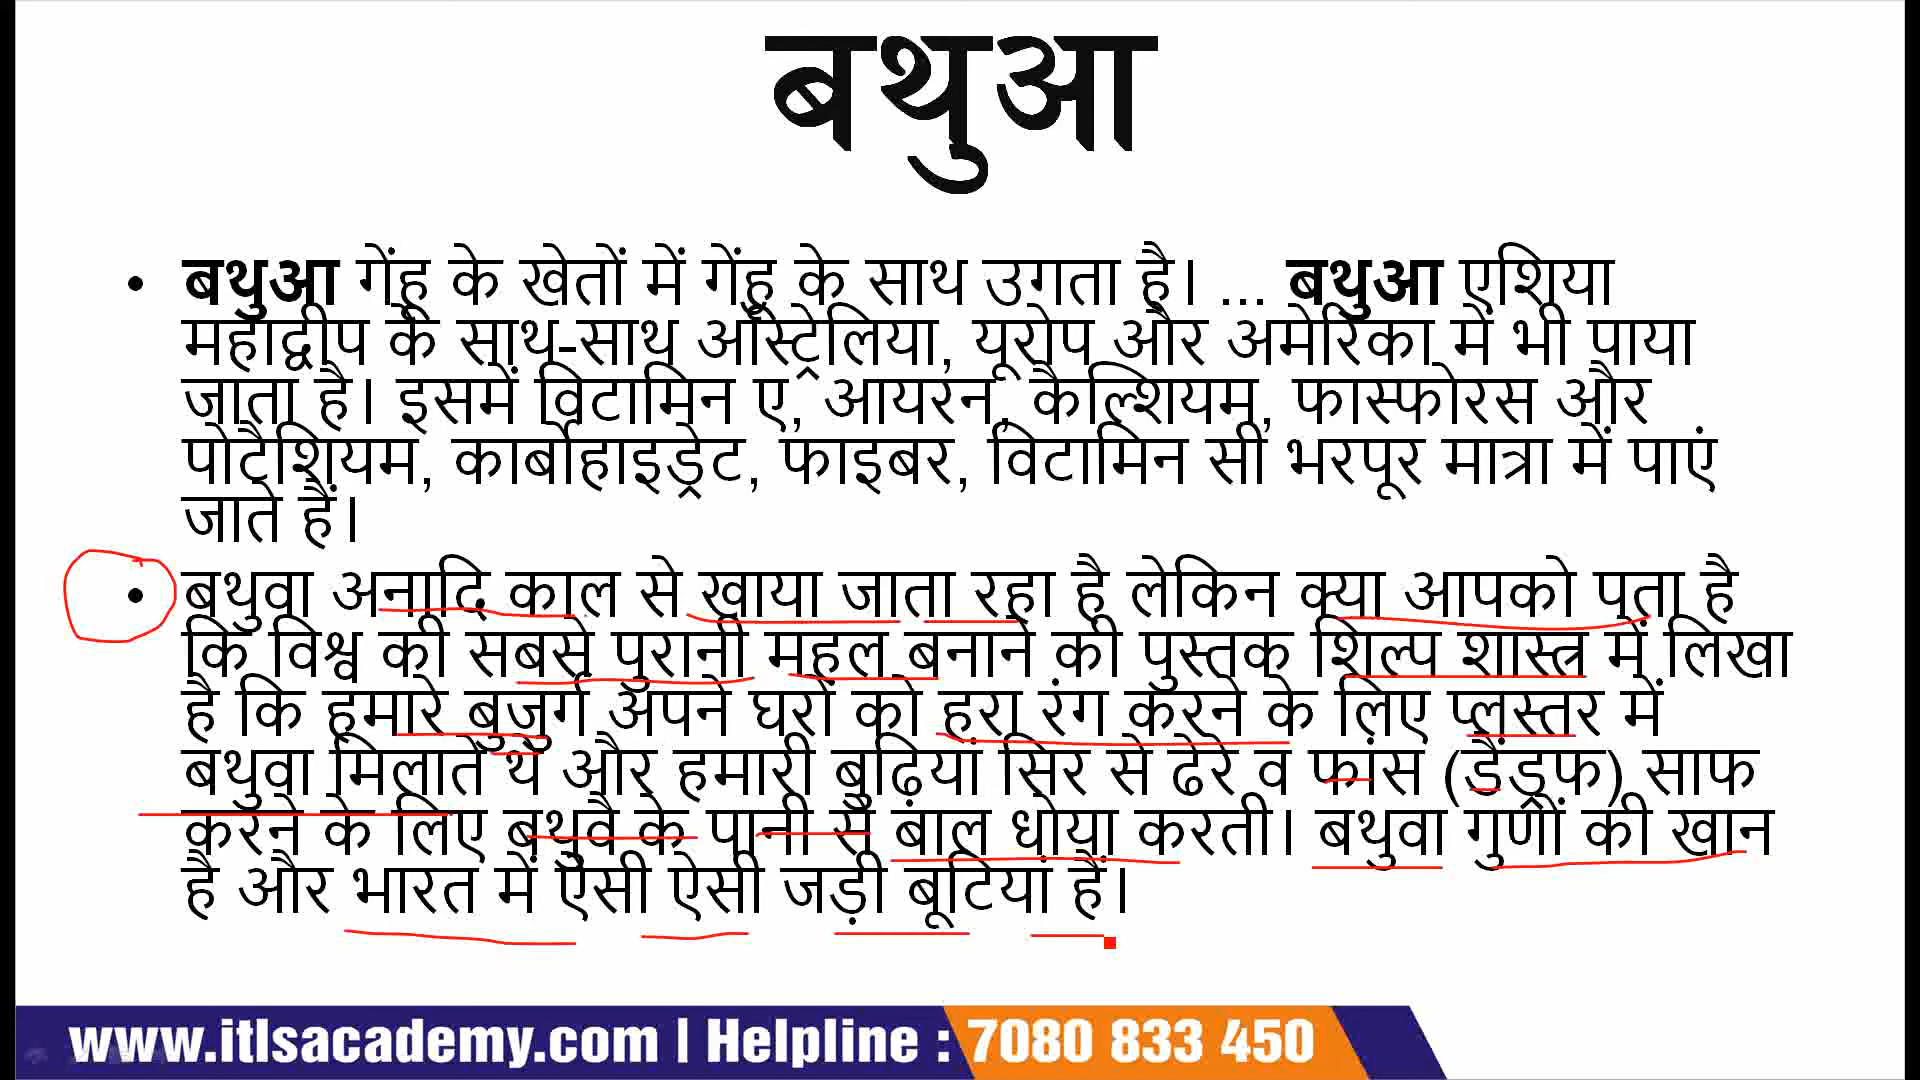 बथुआ
• बथुआ गेंहू के खेतों में गेंहू के साथ उगता है। ... बथुआ एशिया
महाद्वीप के साथ-साथ ऑस्ट्रेलिया, यूरोप और अमेरिका में भी पाया
जाता है। इसमें विटामिन ए, आयरन, कैल्शियम, फास्फोरस और
पोटैशियम, कार्बोहाइड्रेट, फाइबर, विटामिन सी भरपूर मात्रा में पाएं
जाते हैं।
• बथुवा अनादि काल से खाया जाता रहा है लेकिन क्या आपको पता है
कि विश्व की सबसे पुरानी महल बनाने की पुस्तक शिल्प शास्त्र में लिखा
है कि हमारे बुजुर्ग अपने घरों को हरा रंग करने के लिए प्लस्तर में
बथुवा मिलाते थे और हमारी बुढ़ियां सिर से ढेरे व फांस (डैंड्रफ) साफ
करने के लिए बथुवै के पानी से बाल धोया करती। बथुवा गुणों की खान
है और भारत में ऐसी ऐसी जड़ी बूटियां हैं।
www.itlsacademy.com | Helpline : 7080 833 450